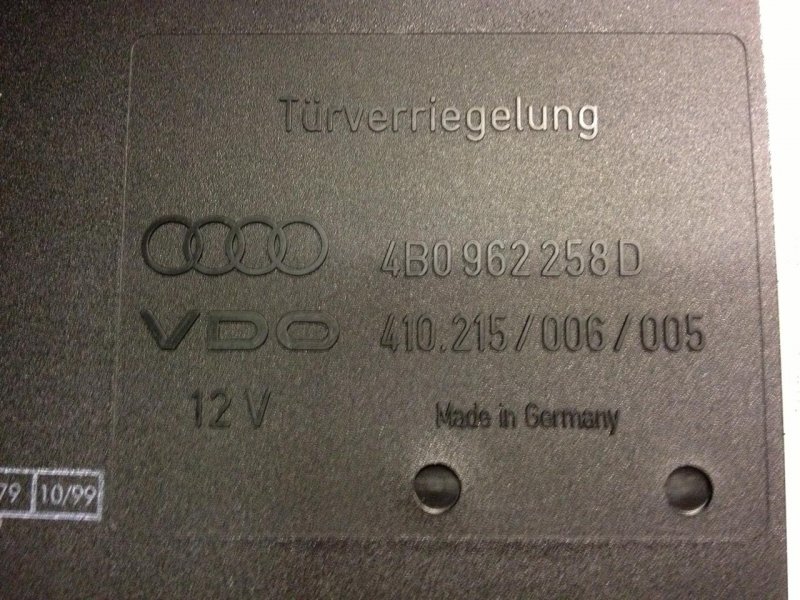 Türverriegelung
4B0 962 258 D
VDO 410.215/006/005
12 V Made in Germany
79 10/99